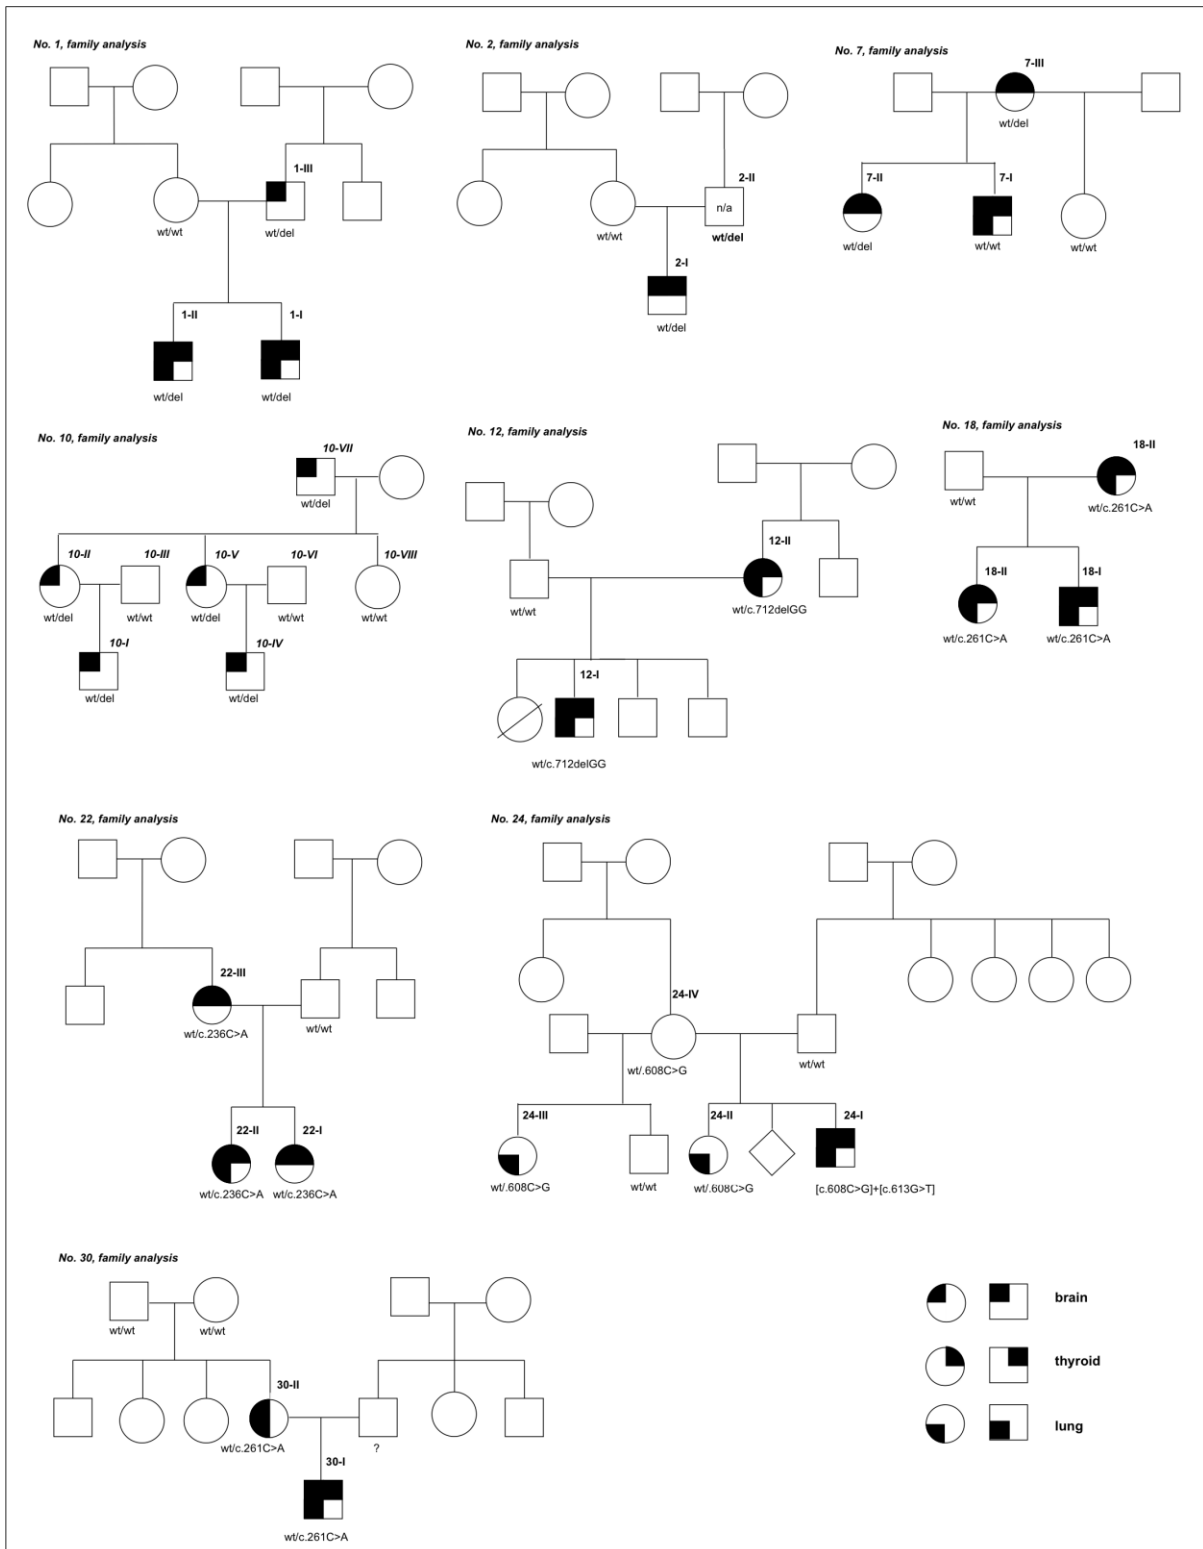 No. 1, family analysis
1-III
wt/wt
wt/del
1-II
1-I
wt/del
wt/del
No. 2, family analysis
2-II
n/a
wt/wt
wt/del
2-I
wt/del
No. 7, family analysis
7-III
wt/del
7-II
7-I
wt/del
wt/wt
wt/wt
No. 10, family analysis
10-VII
wt/del
10-II
10-III
10-V
10-VI
10-VIII
wt/del
wt/wt
wt/del
wt/wt
wt/wt
10-I
10-IV
wt/del
wt/del
No. 12, family analysis
12-II
wt/wt
wt/c.712delGG
12-I
wt/c.712delGG
No. 18, family analysis
18-II
wt/wt
wt/c.261C>A
18-II
18-I
wt/c.261C>A
wt/c.261C>A
No. 22, family analysis
22-III
wt/c.236C>A
wt/wt
22-II
22-I
wt/c.236C>A
wt/c.236C>A
No. 24, family analysis
24-IV
wt/.608C>G
wt/wt
24-III
24-II
24-I
wt/.608C>G
wt/wt
wt/.608C>G
[c.608C>G]+[c.613G>T]
No. 30, family analysis
wt/wt
wt/wt
30-II
wt/c.261C>A
?
30-I
wt/c.261C>A
brain
thyroid
lung